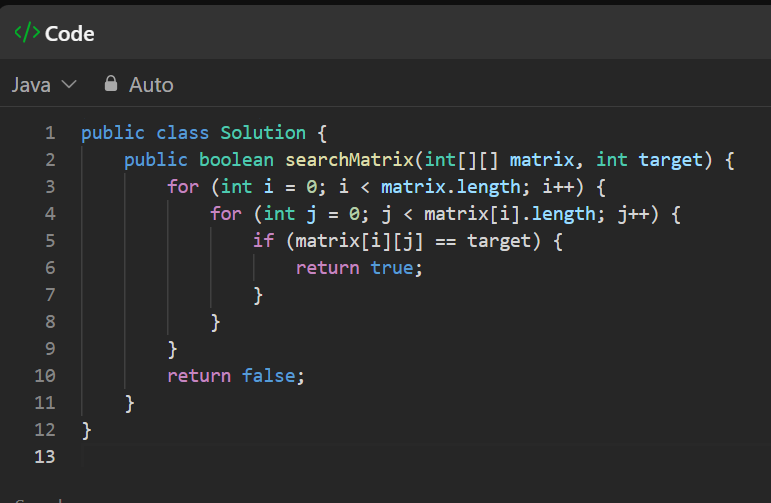 </> Code
Java Auto
1 public class Solution {
2 public boolean searchMatrix(int[][] matrix, int target) {
3 for (int i = 0; i < matrix.length; i++) {
4 for (int j = 0; j < matrix[i].length; j++) {
5 if (matrix[i][j] == target) {
6 return true;
7 }
8 }
9 }
10 return false;
11 }
12 }
13